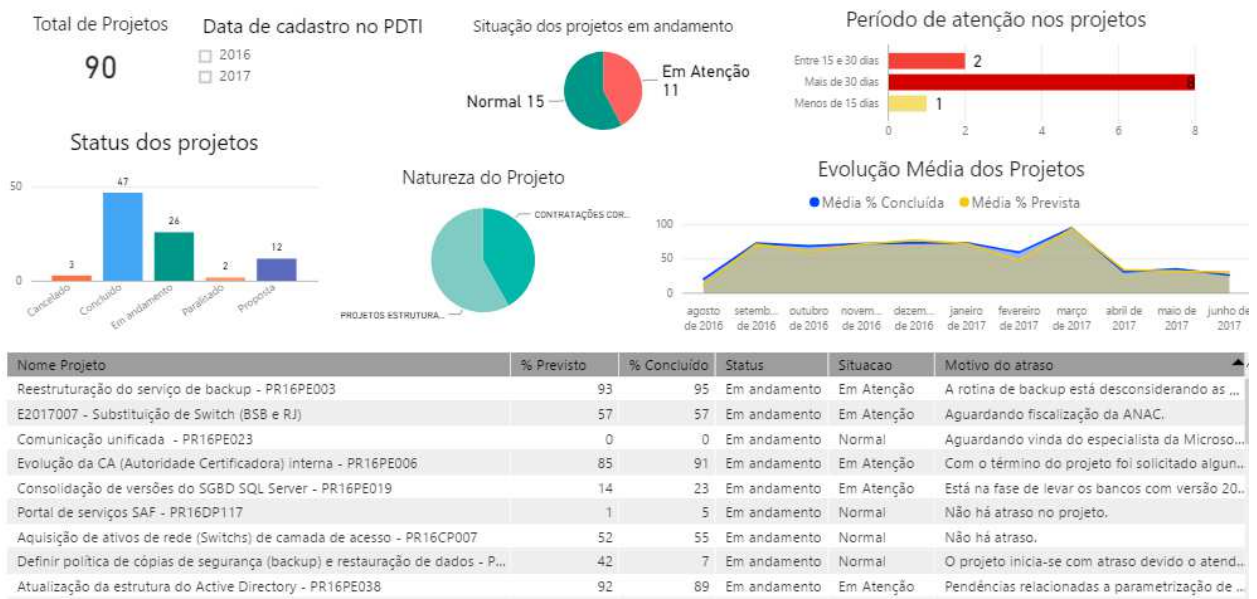 Total de Projetos
90
Data de cadastro no PDTI
2016
2017
Situação dos projetos em andamento
Em Atenção
11
Normal 15
Período de atenção nos projetos
Entre 15 e 30 dias
2
Mais de 30 dias
8
Menos de 15 dias
1
0 2 4 6 8
Status dos projetos
50
0
3
47
26
2
12
Cancelado
Concluído
Em andamento
Paralisado
Proposta
Natureza do Projeto
CONTRATAÇÕES COR...
PROJETOS ESTRUTURA...
Evolução Média dos Projetos
Média % Concluída Média % Prevista
100
50
0
agosto de 2016
setemb... de 2016
outubro de 2016
novem... de 2016
dezem... de 2016
janeiro de 2017
fevereiro de 2017
março de 2017
abril de 2017
maio de 2017
junho de 2017
Nome Projeto % Previsto % Concluído Status Situacao Motivo do atraso
Reestruturação do serviço de backup - PR16PE003 93 95 Em andamento Em Atenção A rotina de backup está desconsiderando as ...
E2017007 - Substituição de Switch (BSB e RJ) 57 57 Em andamento Em Atenção Aguardando fiscalização da ANAC.
Comunicação unificada - PR16PE023 0 0 Em andamento Normal Aguardando vinda do especialista da Microso...
Evolução da CA (Autoridade Certificadora) interna - PR16PE006 85 91 Em andamento Em Atenção Com o término do projeto foi solicitado algun...
Consolidação de versões do SGBD SQL Server - PR16PE019 14 23 Em andamento Em Atenção Está na fase de levar os bancos com versão 20...
Portal de serviços SAF - PR16DP117 1 5 Em andamento Normal Não há atraso no projeto.
Aquisição de ativos de rede (Switchs) de camada de acesso - PR16CP007 52 55 Em andamento Normal Não há atraso.
Definir política de cópias de segurança (backup) e restauração de dados - P... 42 7 Em andamento Normal O projeto inicia-se com atraso devido o atend...
Atualização da estrutura do Active Directory - PR16PE038 92 89 Em andamento Em Atenção Pendências relacionadas a parametrização de ...